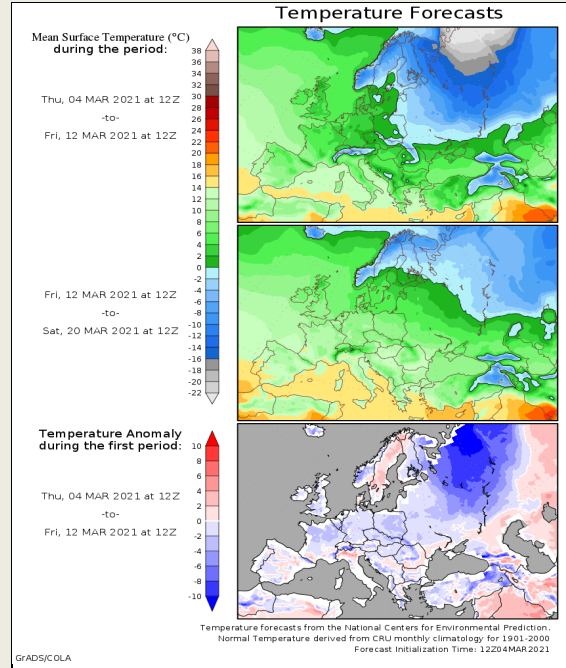 Temperature Forecasts
Mean Surface Temperature (°C)
during the period:
Thu, 04 MAR 2021 at 12Z
-to-
Fri, 12 MAR 2021 at 12Z
38
36
34
32
30
28
26
24
22
20
18
16
14
12
10
8
6
4
2
0
-2
-4
-6
-8
-10
-12
-14
-16
-18
-20
-22
Fri, 12 MAR 2021 at 12Z
-to-
Sat, 20 MAR 2021 at 12Z
Temperature Anomaly
during the first period:
Thu, 04 MAR 2021 at 12Z
-to-
Fri, 12 MAR 2021 at 12Z
10
8
6
4
2
0
-2
-4
-6
-8
-10
Temperature forecasts from the National Centers for Environmental Prediction.
Normal Temperature derived from CRU monthly climatology for 1901-2000
Forecast Initialization Time: 12Z04MAR2021
GrADS/COLA